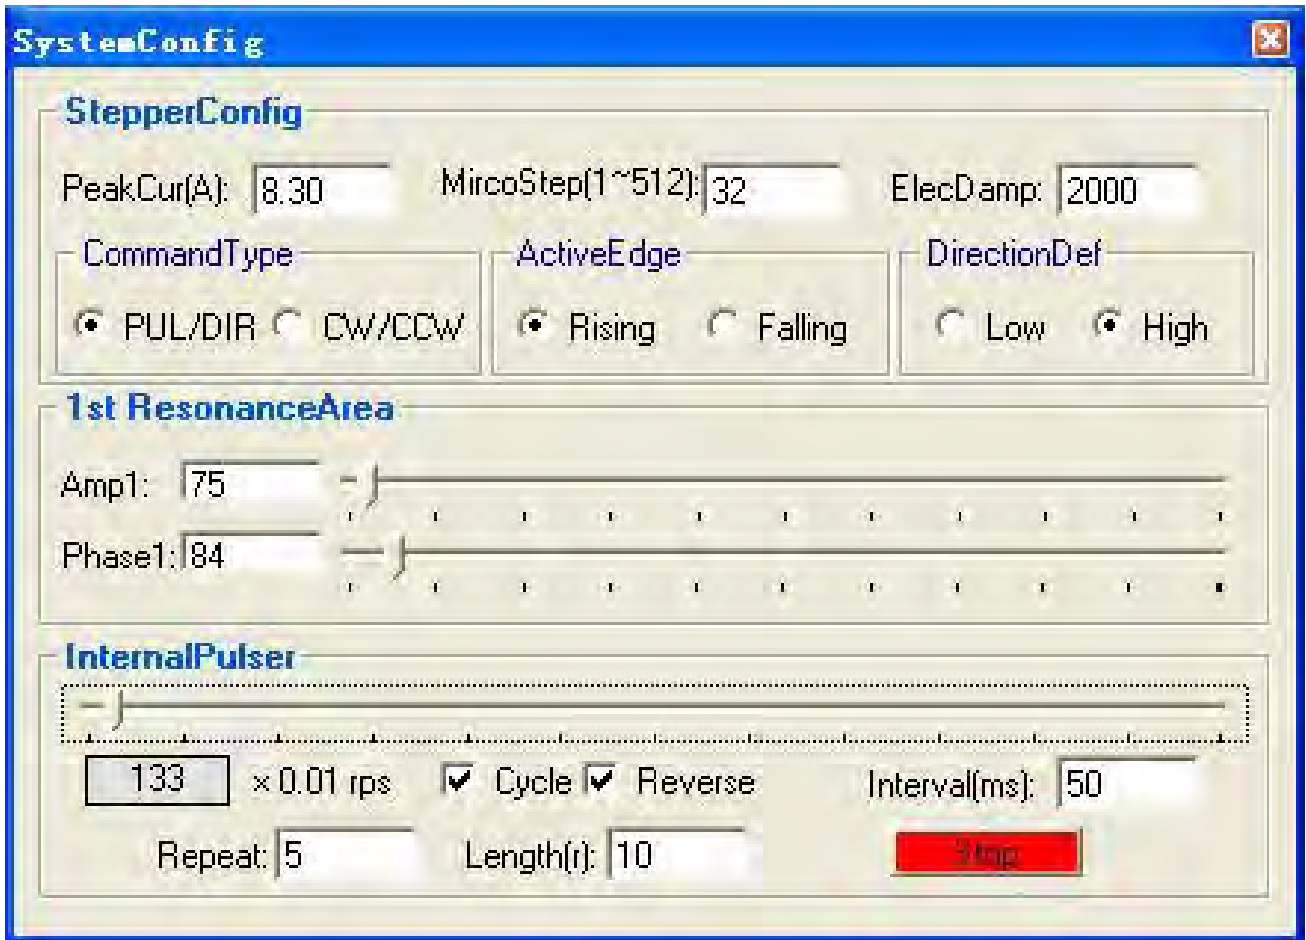 SystemConfig
StepperConfig
PeakCur(A): 8.30 MircoStep(1~512): 32 ElecDamp: 2000
CommandType ActiveEdge DirectionDef
PUL/DIR CW/CCW Rising Falling Low High
1st ResonanceArea
Amp1: 75
Phase1: 84
InternalPulser
133 × 0.01 rps Cycle Reverse Interval(ms): 50
Repeat: 5 Length(r): 10 Stop